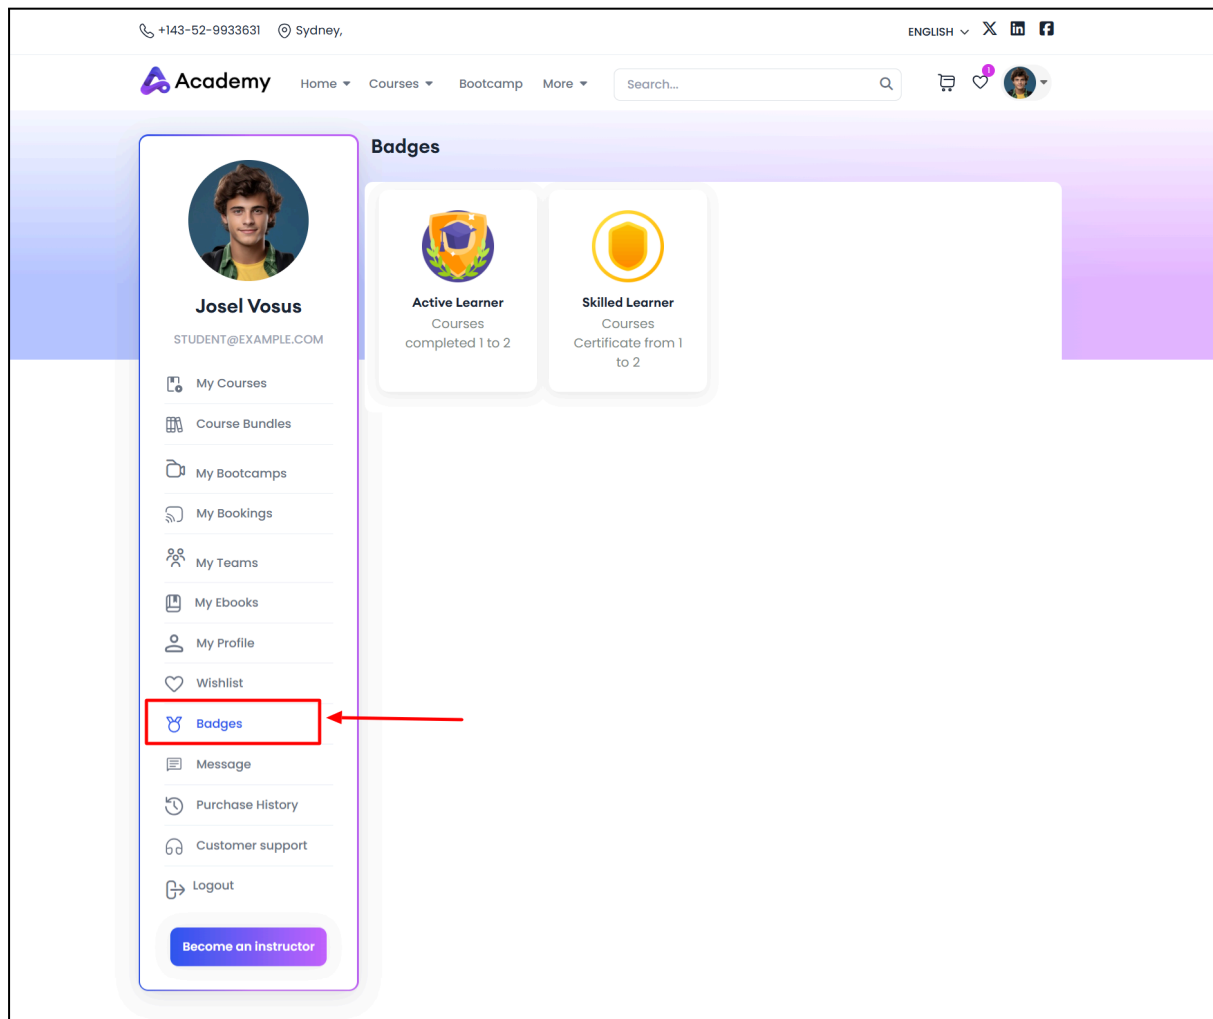 +143-52-9933631 Sydney, ENGLISH
Academy Home Courses Bootcamp More Search... 1
Badges
Josel Vosus
STUDENT@EXAMPLE.COM
My Courses
Course Bundles
My Bootcamps
My Bookings
My Teams
My Ebooks
My Profile
Wishlist
Badges
Message
Purchase History
Customer support
Logout
Become an instructor
Active Learner
Courses
completed 1 to 2
Skilled Learner
Courses
Certificate from 1
to 2